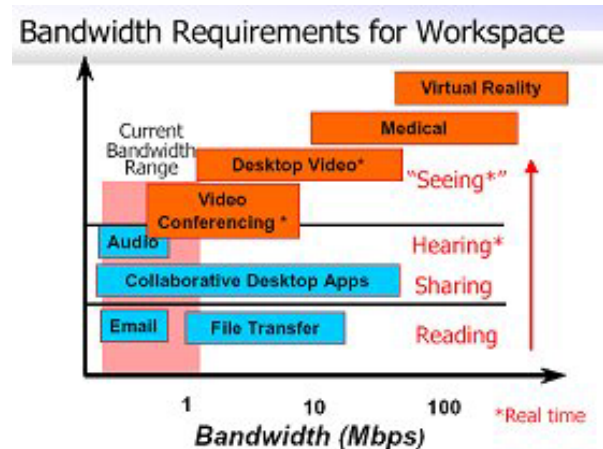 Bandwidth Requirements for Workspace
Virtual Reality
Medical
Current
Bandwidth
Range
Desktop Video*
"Seeing*"
Video
Conferencing *
Audio
Hearing*
Collaborative Desktop Apps
Sharing
Email
File Transfer
Reading
1
10
100
*Real time
Bandwidth (Mbps)